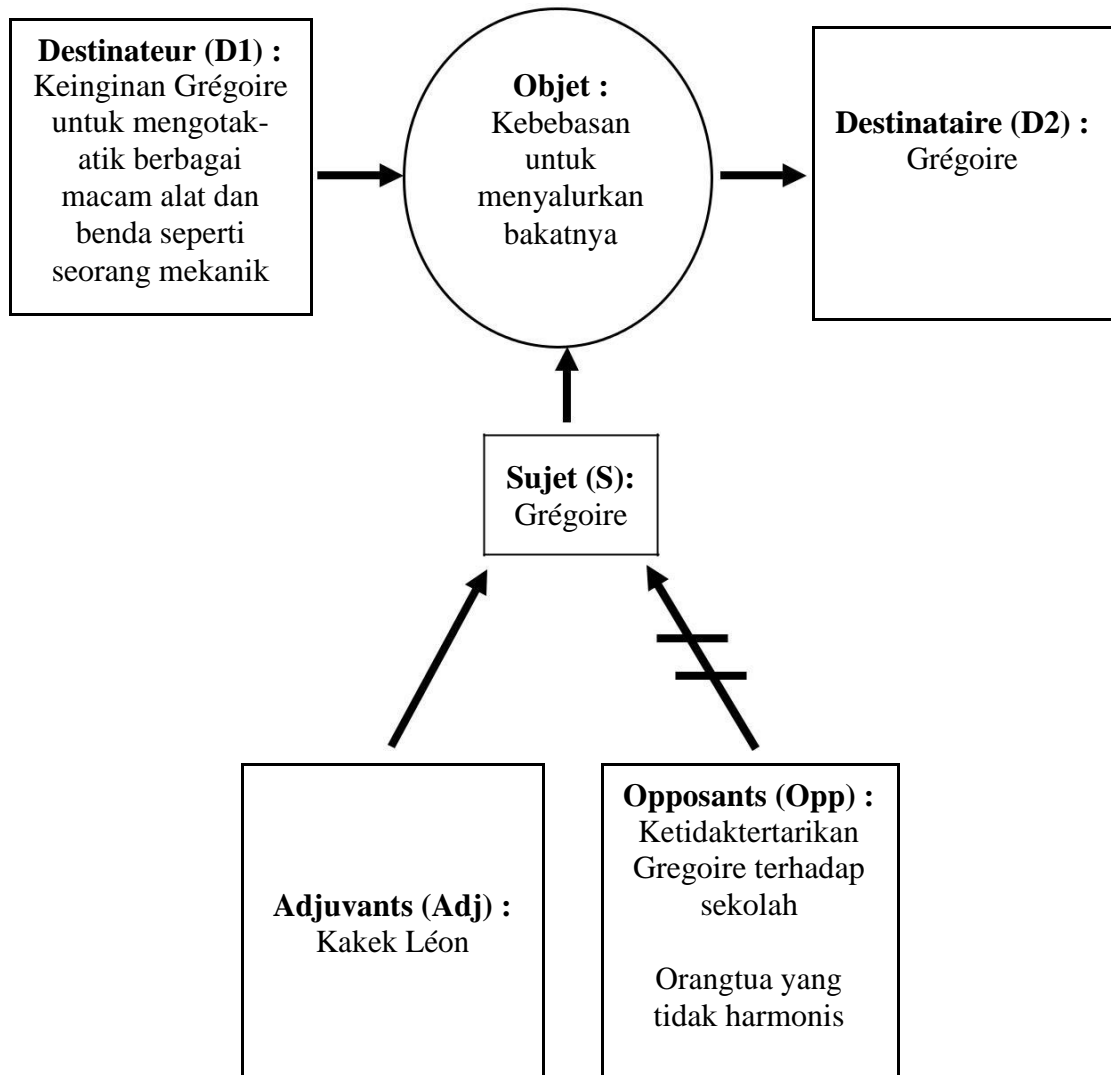 Destinateur (D1) :
Keinginan Grégoire
untuk mengotak-
atik berbagai
macam alat dan
benda seperti
seorang mekanik
Objet :
Kebebasan
untuk
menyalurkan
bakatnya
Destinataire (D2) :
Grégoire
Sujet (S):
Grégoire
Adjuvants (Adj) :
Kakek Léon
Opposants (Opp) :
Ketidaktertarikan
Gregoire terhadap
sekolah
Orangtua yang
tidak harmonis